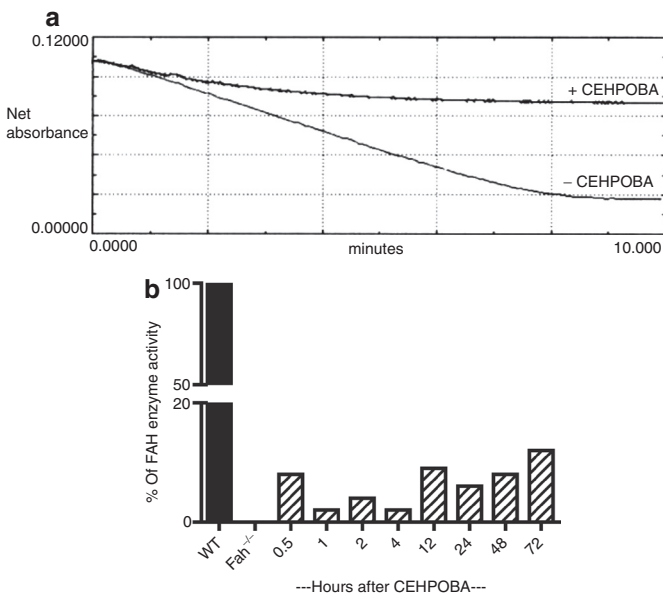 a
0.12000
Net
absorbance
+ CEHPOBA
– CEHPOBA
0.00000
0.0000
minutes
10.000
b
% Of FAH enzyme activity
100
50
20
0
WT
Fah⁻/⁻
0.5
1
2
4
12
24
48
72
---Hours after CEHPOBA---